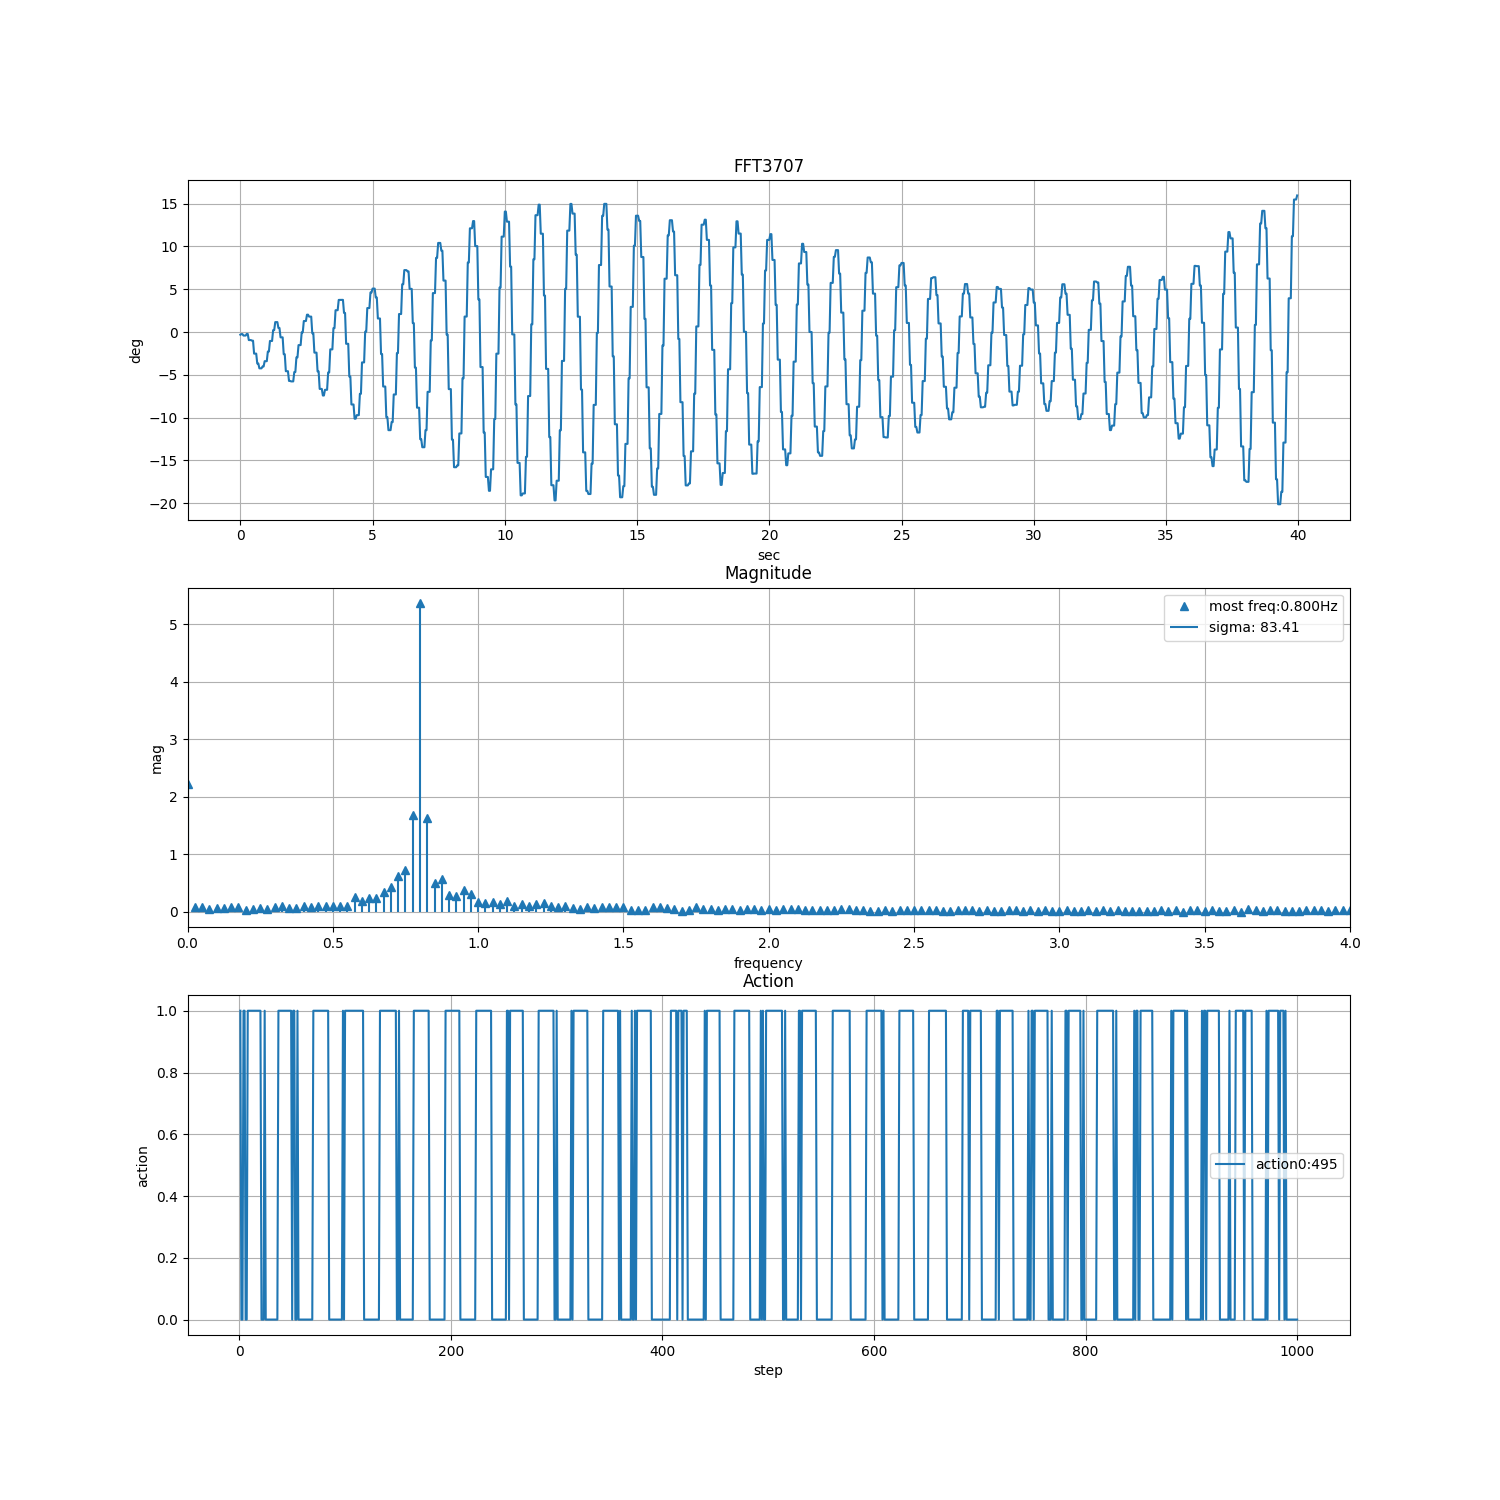 FFT3707
15
10
5
0
−5
−10
−15
−20
deg
0 5 10 15 20 25 30 35 40
sec
Magnitude
most freq:0.800Hz
sigma: 83.41
5
4
3
2
1
0
mag
0.0 0.5 1.0 1.5 2.0 2.5 3.0 3.5 4.0
frequency
Action
1.0
0.8
0.6
0.4
0.2
0.0
action
action0:495
0 200 400 600 800 1000
step